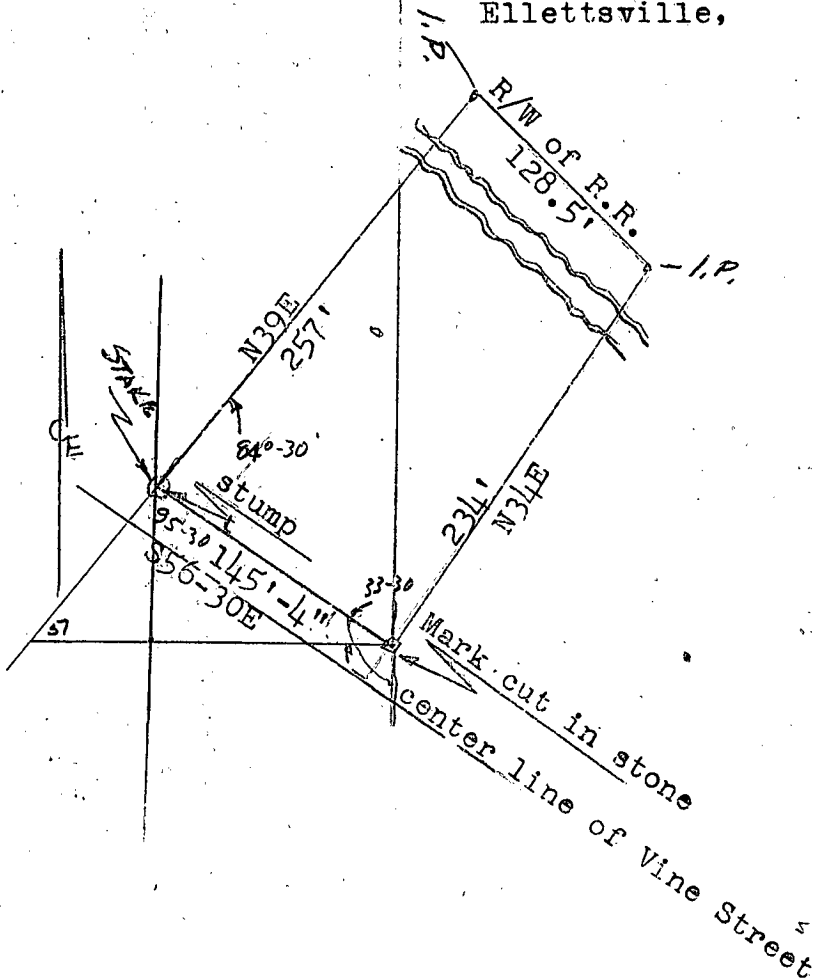 Ellettsville,
I.P.
R/W of R.R.
128.5'
I.P.
N39E
257'
STAKE
84°-30'
stump
234'
N34E
95-30
145'-4"
S56-30E
33-30
57
Mark cut in stone
center line of Vine Street